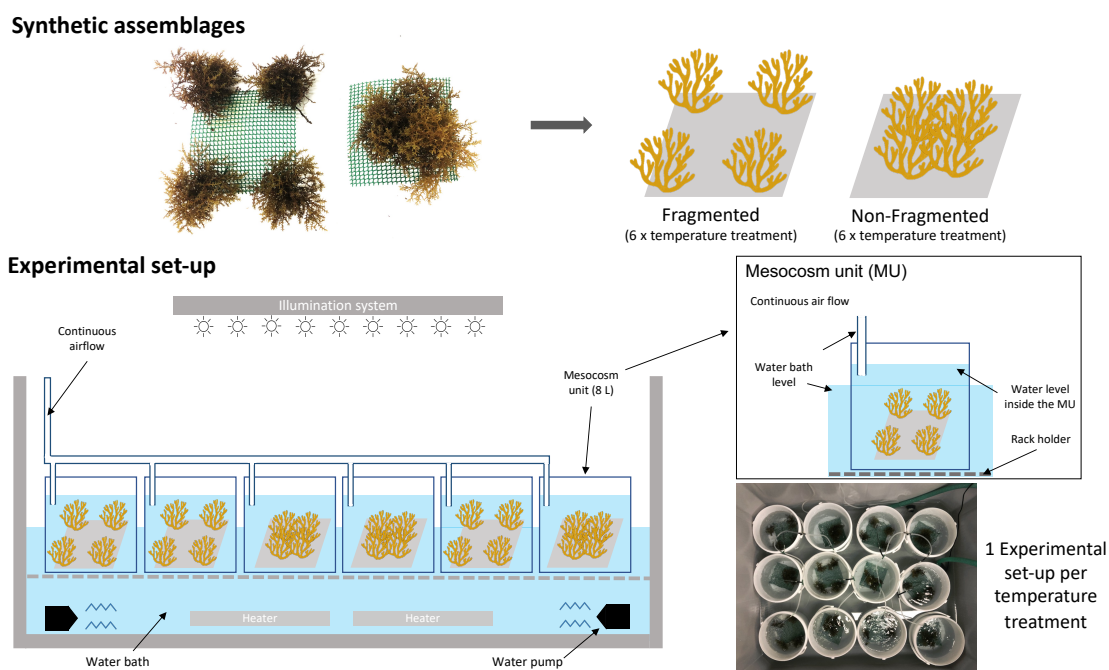 Synthetic assemblages
Fragmented
(6 x temperature treatment)
Non-Fragmented
(6 x temperature treatment)
Experimental set-up
Illumination system
Continuous
airflow
Mesocosm
unit (8 L)
Heater
Heater
Water bath
Water pump
Mesocosm unit (MU)
Continuous air flow
Water bath
level
Water level
inside the MU
Rack holder
1 Experimental
set-up per
temperature
treatment